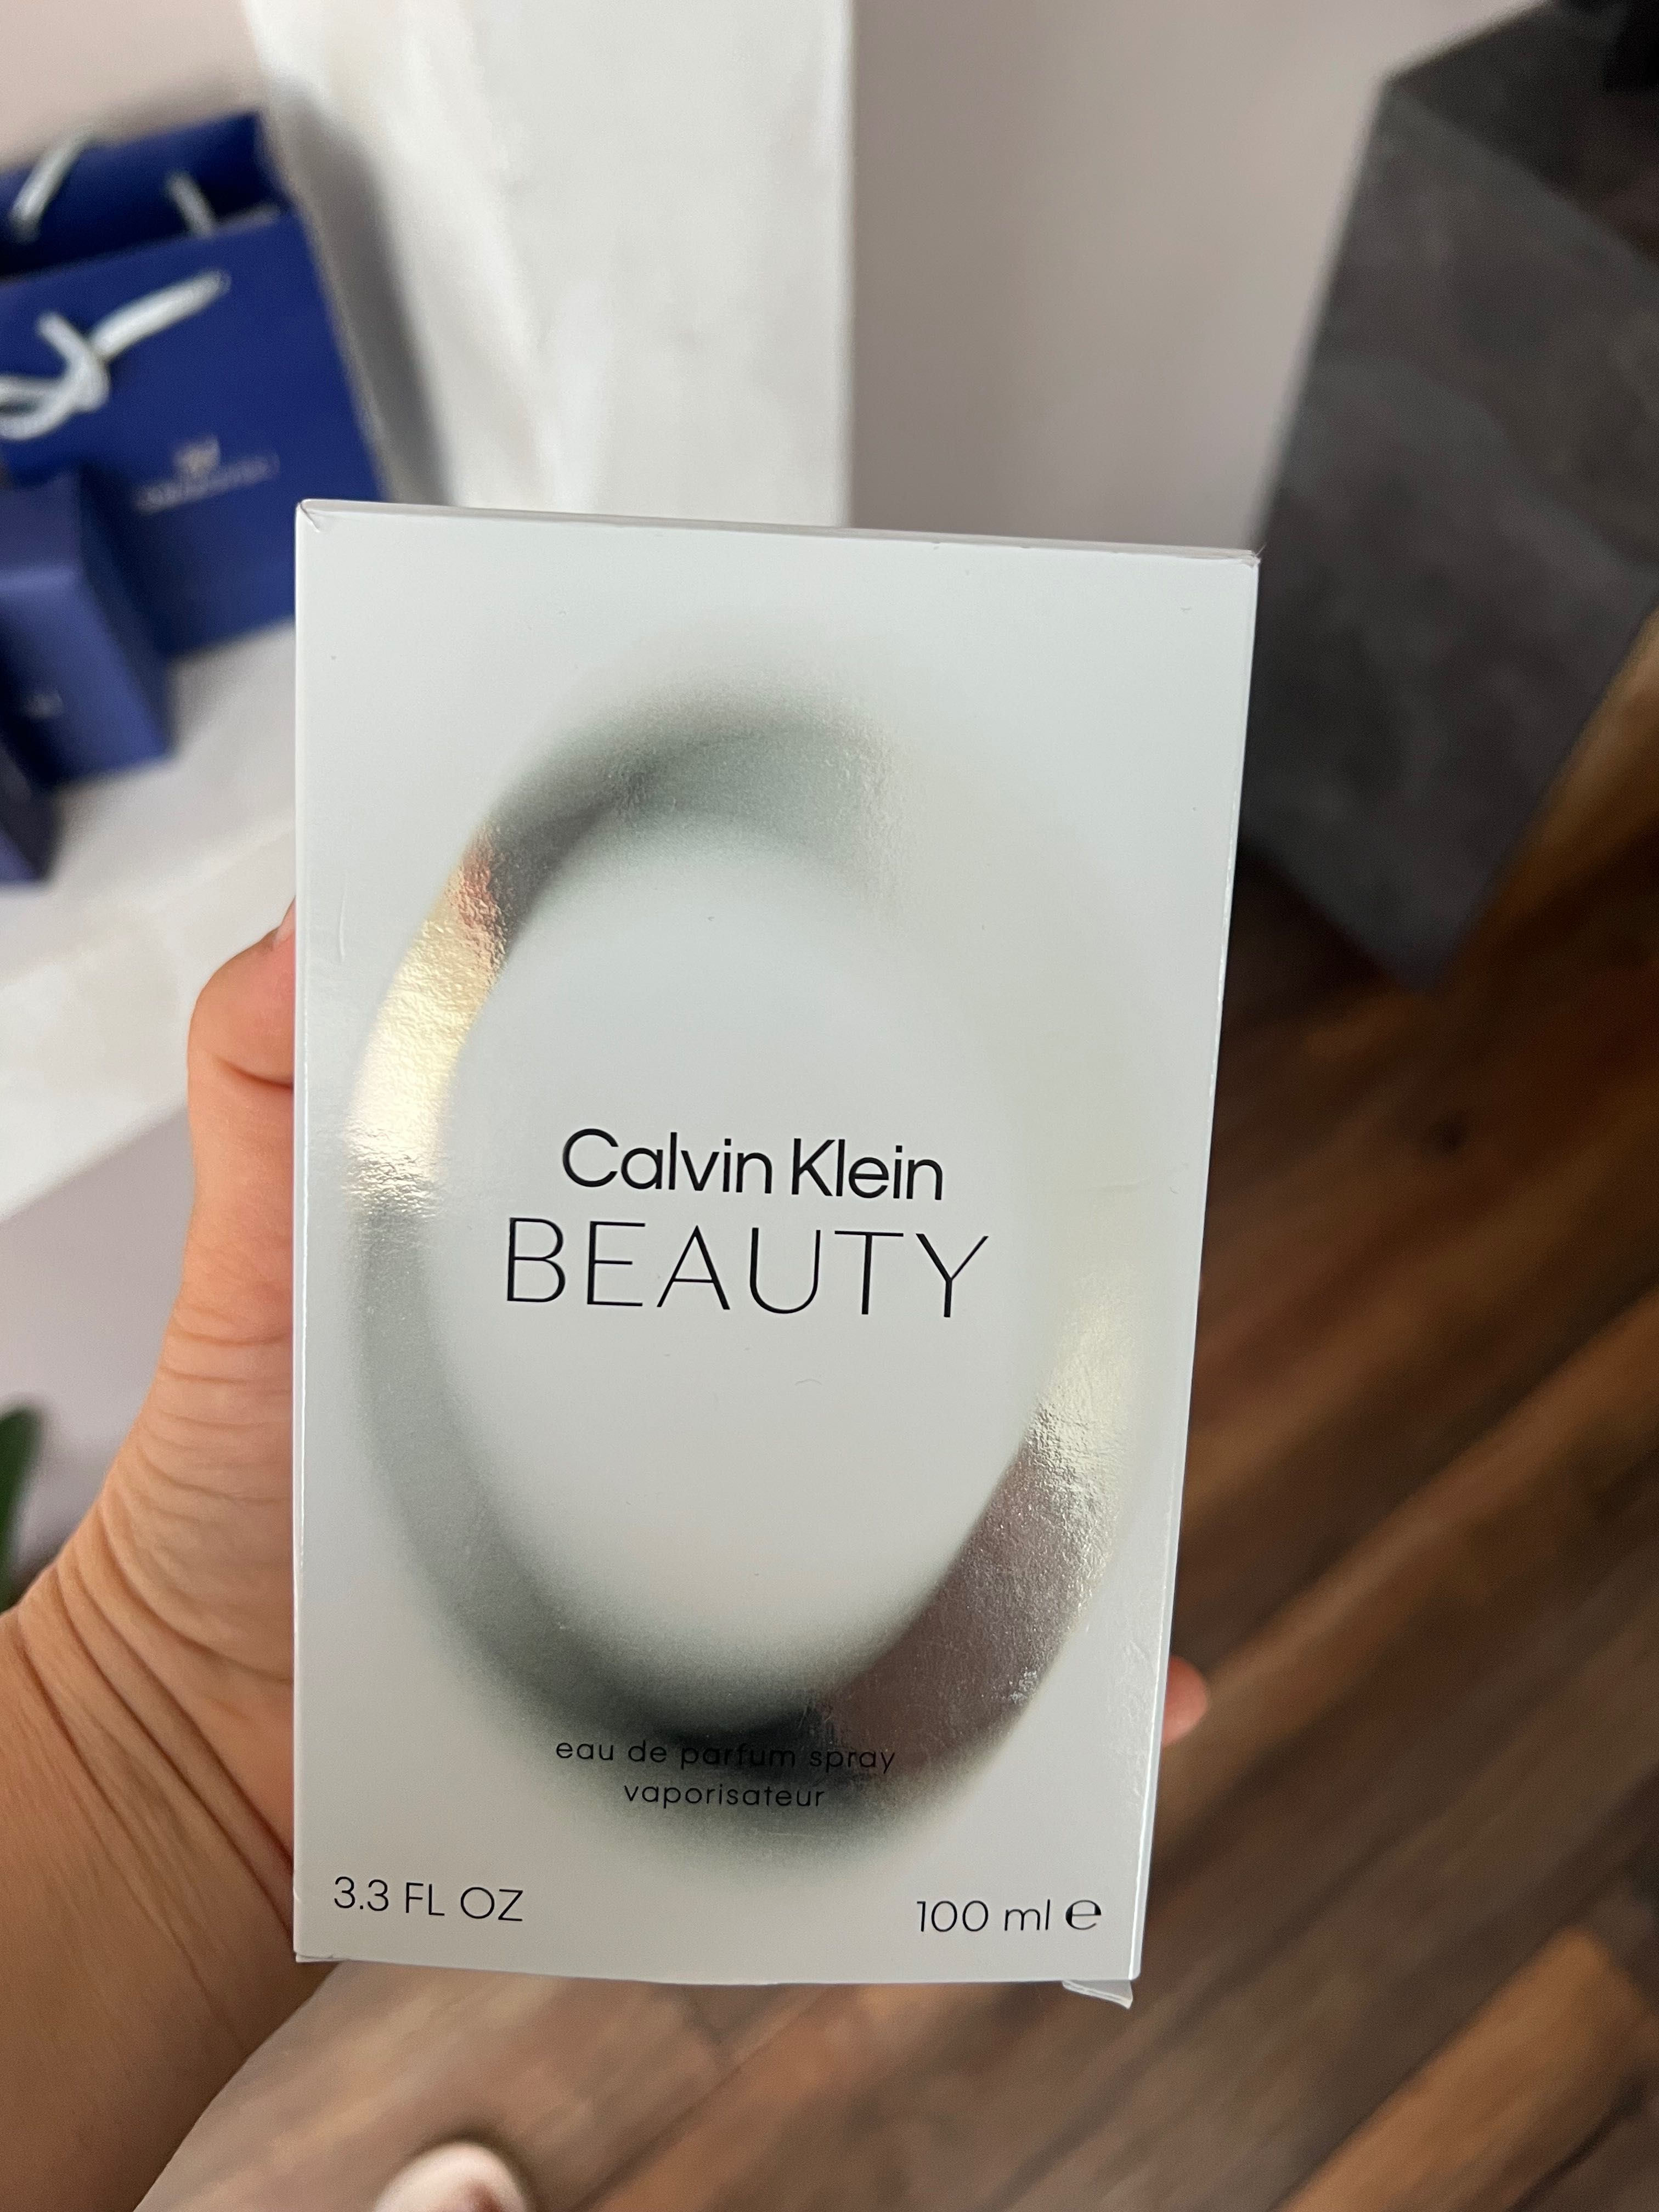 Calvin Klein
BEAUTY
eau de parfum spray
vaporisateur
3.3 FL OZ
100 ml ℮